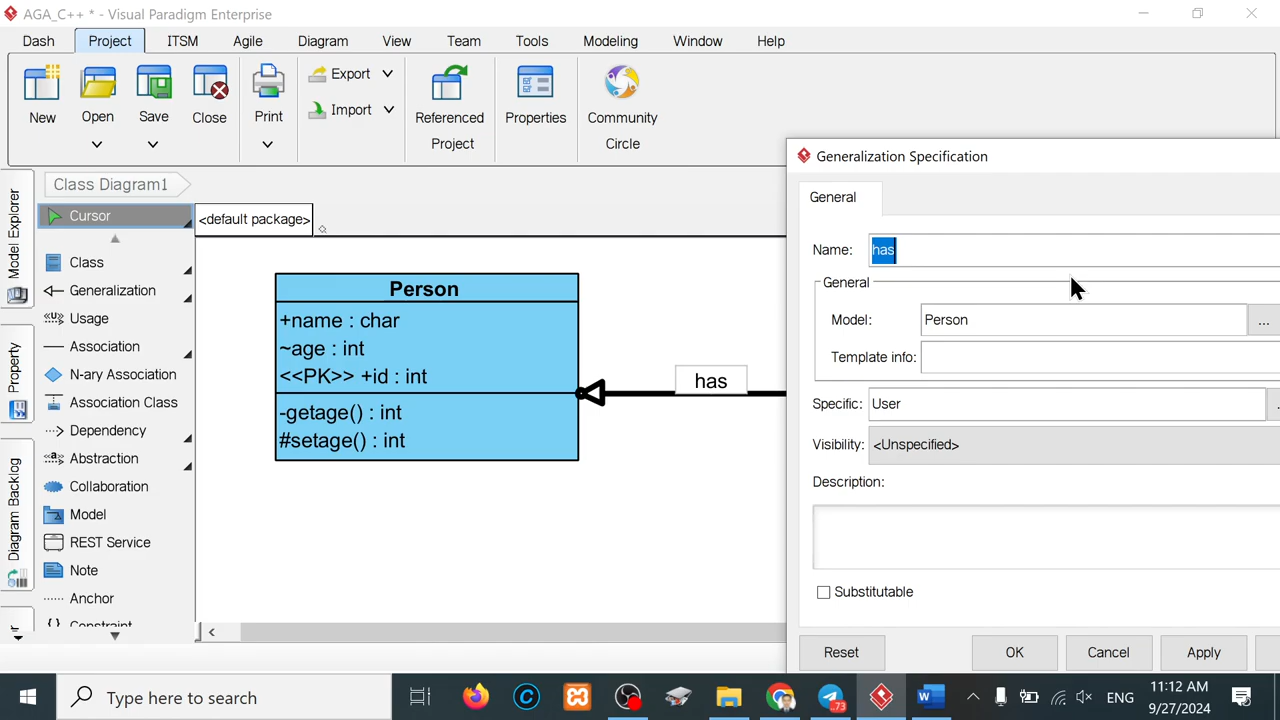 AGA_C++ * - Visual Paradigm Enterprise
Dash Project ITSM Agile Diagram View Team Tools Modeling Window Help
New Open Save Close Print Export Import Referenced Project Properties Community Circle
Class Diagram1
Generalization Specification
General
Model Explorer
Property
Diagram Backlog
Cursor
Class
Generalization
Usage
Association
N-ary Association
Association Class
Dependency
Abstraction
Collaboration
Model
REST Service
Note
Anchor
Constraint
<default package>
Person
+name : char
~age : int
<<PK>> +id : int
-getage() : int
#setage() : int
has
Name: has
General
Model: Person ...
Template info:
Specific: User
Visibility: <Unspecified>
Description:
Substitutable
Reset OK Cancel Apply
Type here to search
73
ENG
11:12 AM
9/27/2024